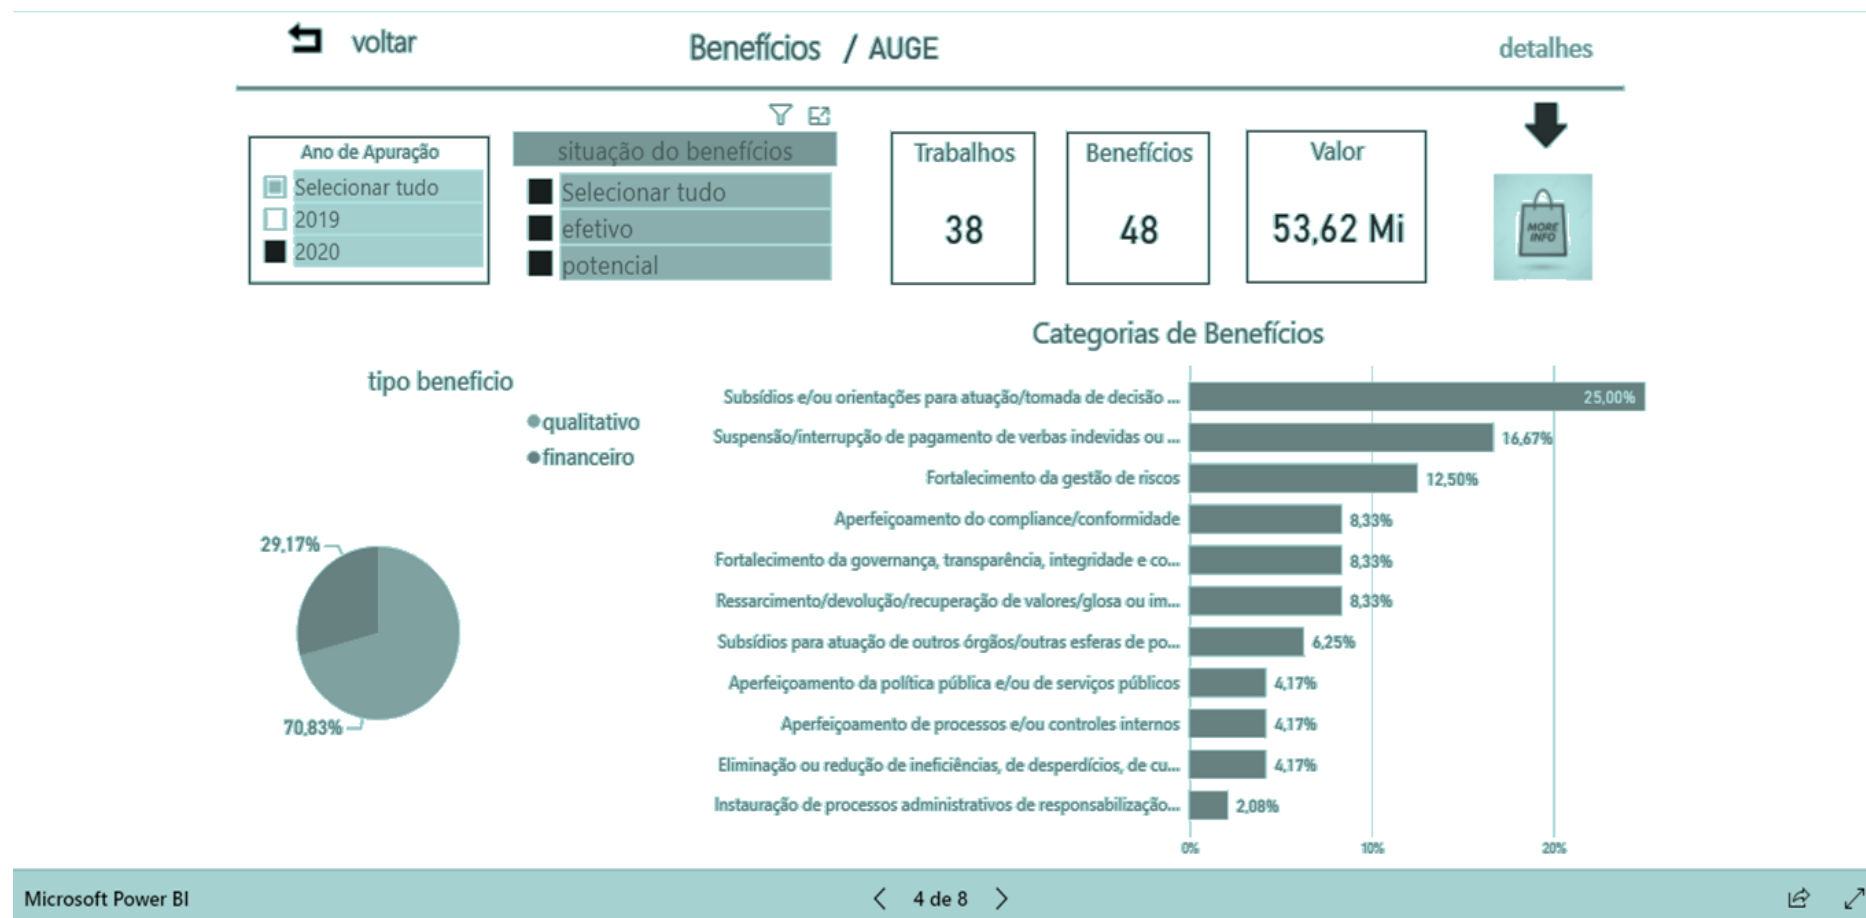 voltar
Benefícios / AUGE
detalhes
Ano de Apuração
Selecionar tudo
2019
2020
situação do benefícios
Selecionar tudo
efetivo
potencial
Trabalhos
38
Benefícios
48
Valor
53,62 Mi
MORE
INFO
tipo beneficio
qualitativo
financeiro
29,17%
70,83%
Categorias de Benefícios
Subsídios e/ou orientações para atuação/tomada de decisão ... 25,00%
Suspensão/interrupção de pagamento de verbas indevidas ou ... 16,67%
Fortalecimento da gestão de riscos 12,50%
Aperfeiçoamento do compliance/conformidade 8,33%
Fortalecimento da governança, transparência, integridade e co... 8,33%
Ressarcimento/devolução/recuperação de valores/glosa ou im... 8,33%
Subsídios para atuação de outros órgãos/outras esferas de po... 6,25%
Aperfeiçoamento da política pública e/ou de serviços públicos 4,17%
Aperfeiçoamento de processos e/ou controles internos 4,17%
Eliminação ou redução de ineficiências, de desperdícios, de cu... 4,17%
Instauração de processos administrativos de responsabilização... 2,08%
0% 10% 20%
Microsoft Power BI
4 de 8